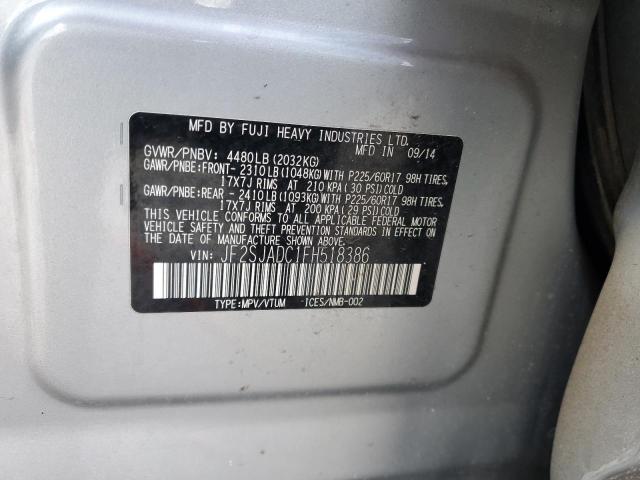 MFD BY FUJI HEAVY INDUSTRIES LTD.
MFD. IN 09/14
GVWR/PNBV: 4480LB (2032KG)
GAWR/PNBE:FRONT- 2310LB(1048KG)WITH P225/60R17 98H TIRES,
17X7J RIMS AT 210 KPA ( 30 PSI)COLD
GAWR/PNBE:REAR - 2410LB(1093KG)WITH P225/60R17 98H TIRES,
17X7J RIMS AT 200 KPA( 29 PSI)COLD
THIS VEHICLE CONFORMS TO ALL APPLICABLE FEDERAL MOTOR
VEHICLE SAFETY AND THEFT PREVENTION STANDARDS IN EFFECT ON
THE DATE OF MANUFACTURE SHOWN ABOVE.
VIN: JF2SJADC1FH518386
TYPE:MPV/VTUM ICES/NMB-002